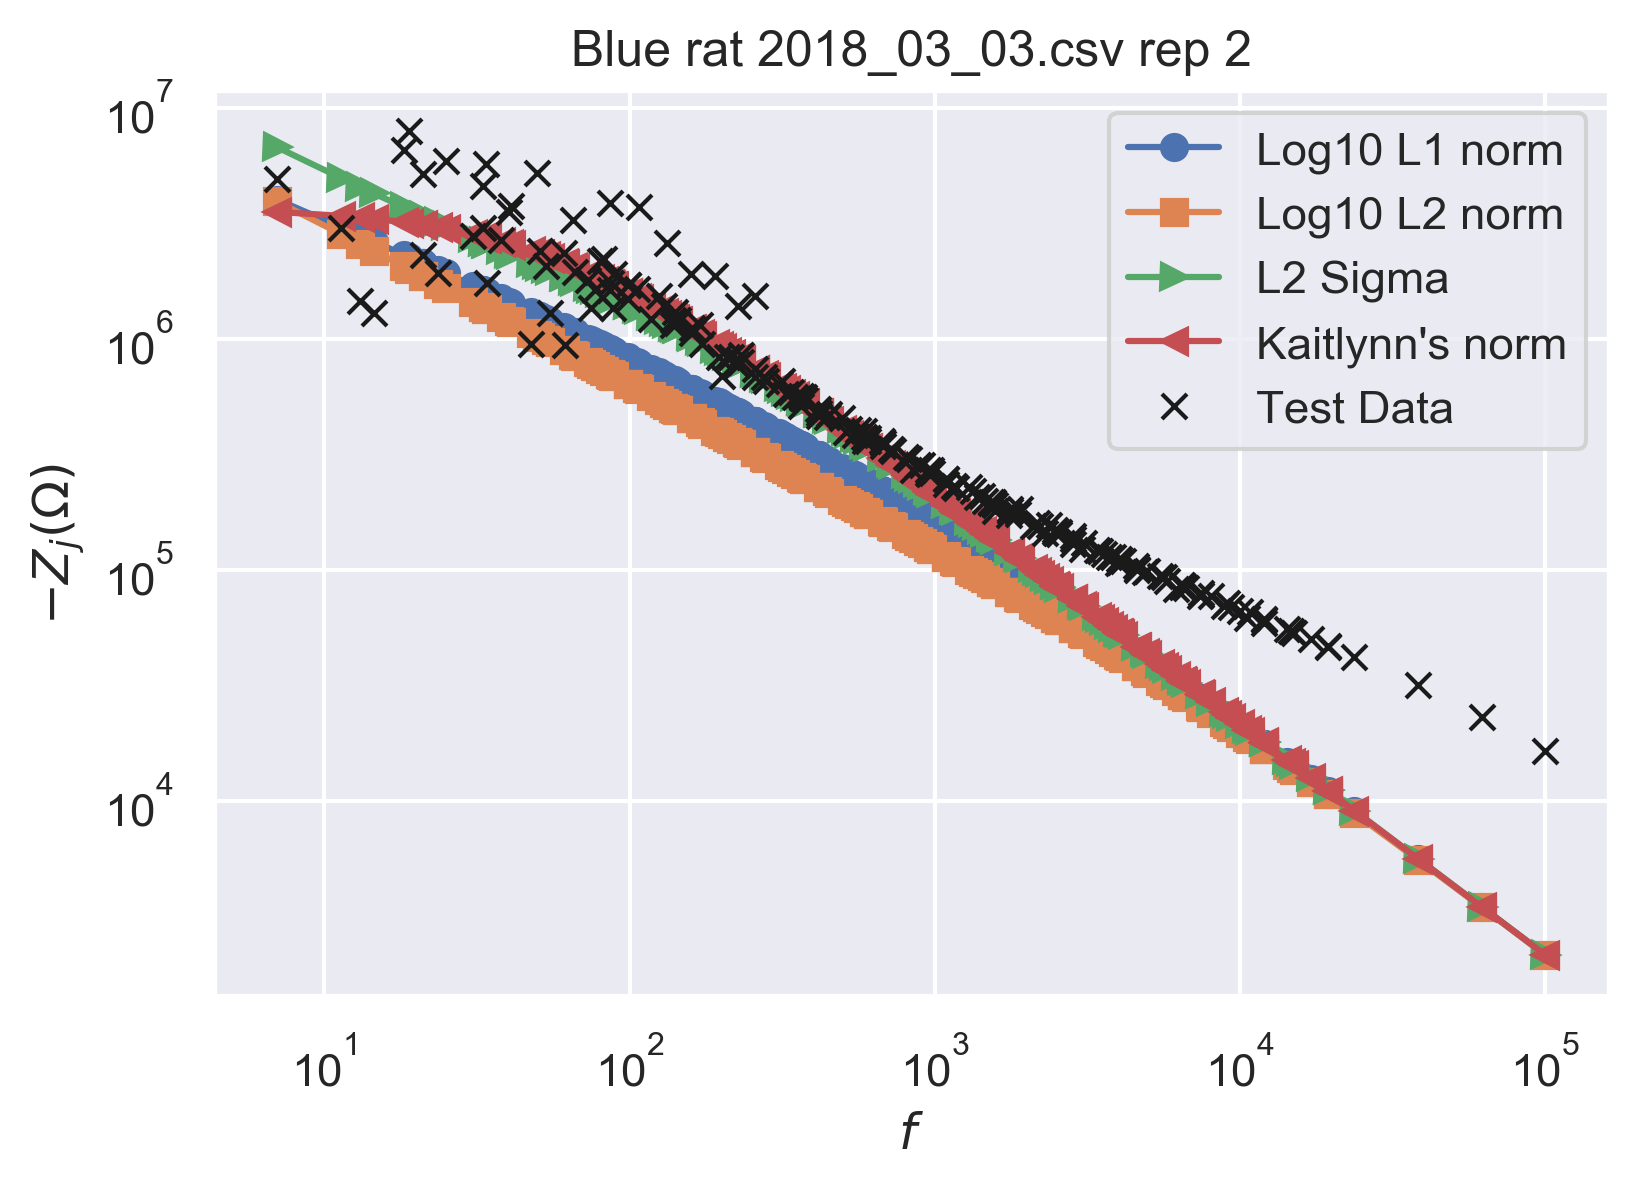 Blue rat 2018_03_03.csv rep 2
10^7
10^6
10^5
10^4
−Z_j(Ω)
Log10 L1 norm
Log10 L2 norm
L2 Sigma
Kaitlynn's norm
Test Data
10^1 10^2 10^3 10^4 10^5
f